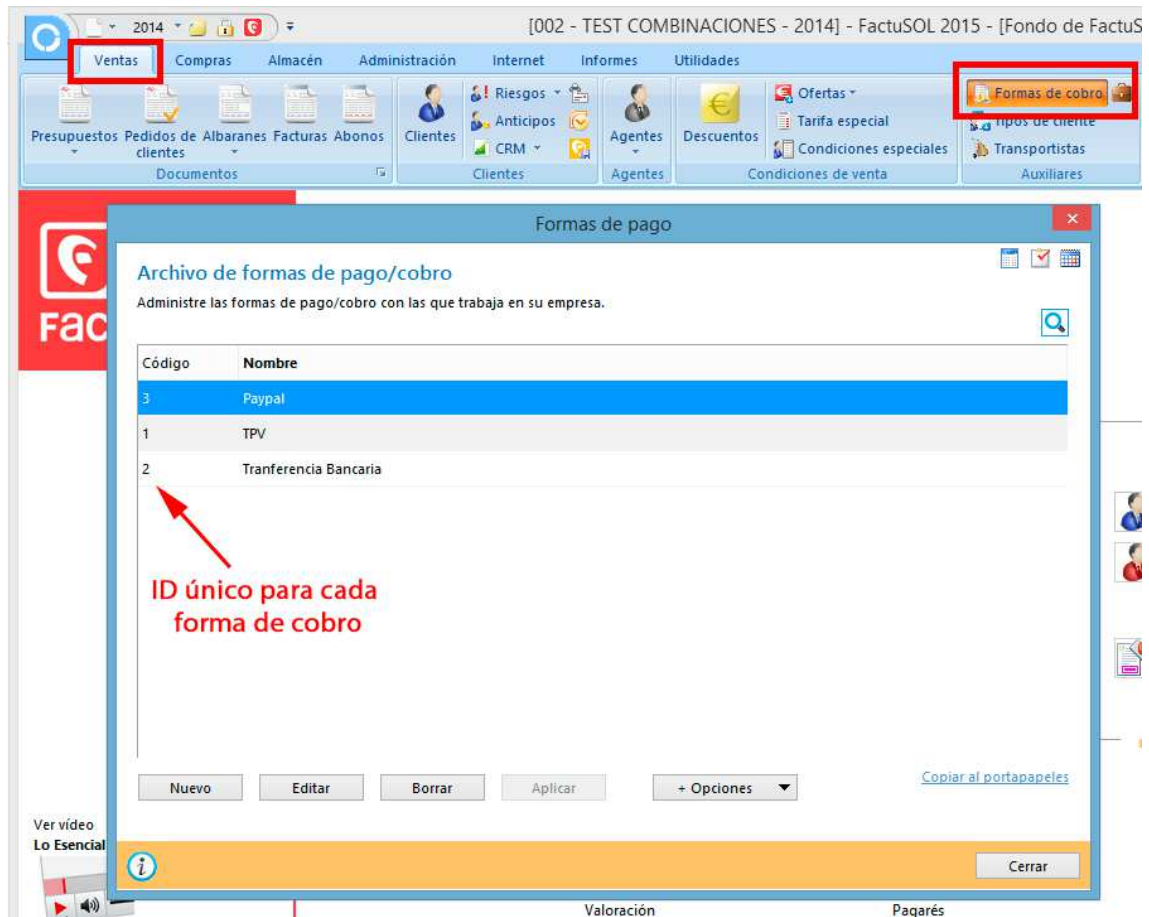 2014
[002 - TEST COMBINACIONES - 2014] - FactuSOL 2015 - [Fondo de FactuS
Ventas Compras Almacén Administración Internet Informes Utilidades
Presupuestos Pedidos de clientes Albaranes Facturas Abonos
Clientes
Riesgos
Anticipos
CRM
Agentes
Descuentos
Ofertas
Tarifa especial
Condiciones especiales
Formas de cobro
Tipos de cliente
Transportistas
Documentos Clientes Agentes Condiciones de venta Auxiliares
Fac
Formas de pago
Archivo de formas de pago/cobro
Administre las formas de pago/cobro con las que trabaja en su empresa.
Código Nombre
3 Paypal
1 TPV
2 Tranferencia Bancaria
ID único para cada
forma de cobro
Nuevo Editar Borrar Aplicar + Opciones Copiar al portapapeles
Ver vídeo
Lo Esencial
Cerrar
Valoración Pagarés